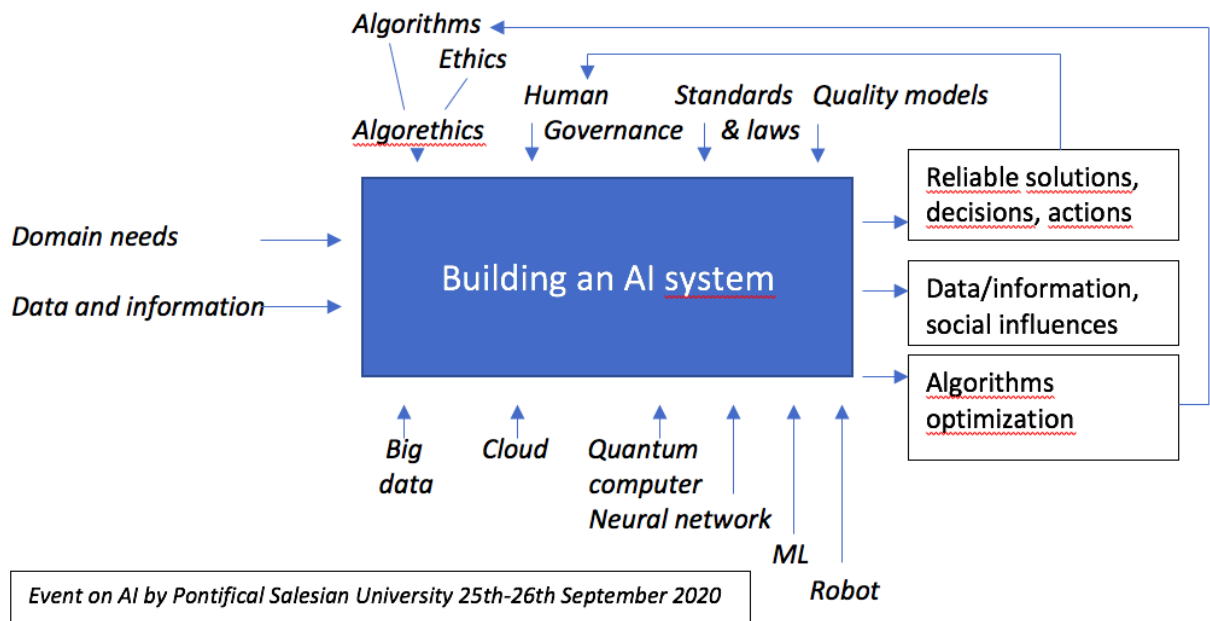 Algorithms
Ethics
Algorethics
Human
Governance
Standards
& laws
Quality models
Domain needs
Data and information
Building an AI system
Reliable solutions,
decisions, actions
Data/information,
social influences
Algorithms
optimization
Big
data
Cloud
Quantum
computer
Neural network
ML
Robot
Event on AI by Pontifical Salesian University 25th-26th September 2020